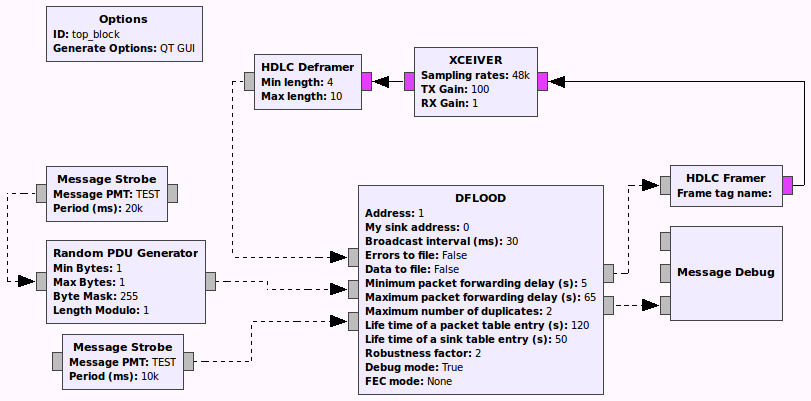 Options
ID: top_block
Generate Options: QT GUI
HDLC Deframer
Min length: 4
Max length: 10
XCEIVER
Sampling rates: 48k
TX Gain: 100
RX Gain: 1
Message Strobe
Message PMT: TEST
Period (ms): 20k
Random PDU Generator
Min Bytes: 1
Max Bytes: 1
Byte Mask: 255
Length Modulo: 1
Message Strobe
Message PMT: TEST
Period (ms): 10k
DFLOOD
Address: 1
My sink address: 0
Broadcast interval (ms): 30
Errors to file: False
Data to file: False
Minimum packet forwarding delay (s): 5
Maximum packet forwarding delay (s): 65
Maximum number of duplicates: 2
Life time of a packet table entry (s): 120
Life time of a sink table entry (s): 50
Robustness factor: 2
Debug mode: True
FEC mode: None
HDLC Framer
Frame tag name:
Message Debug